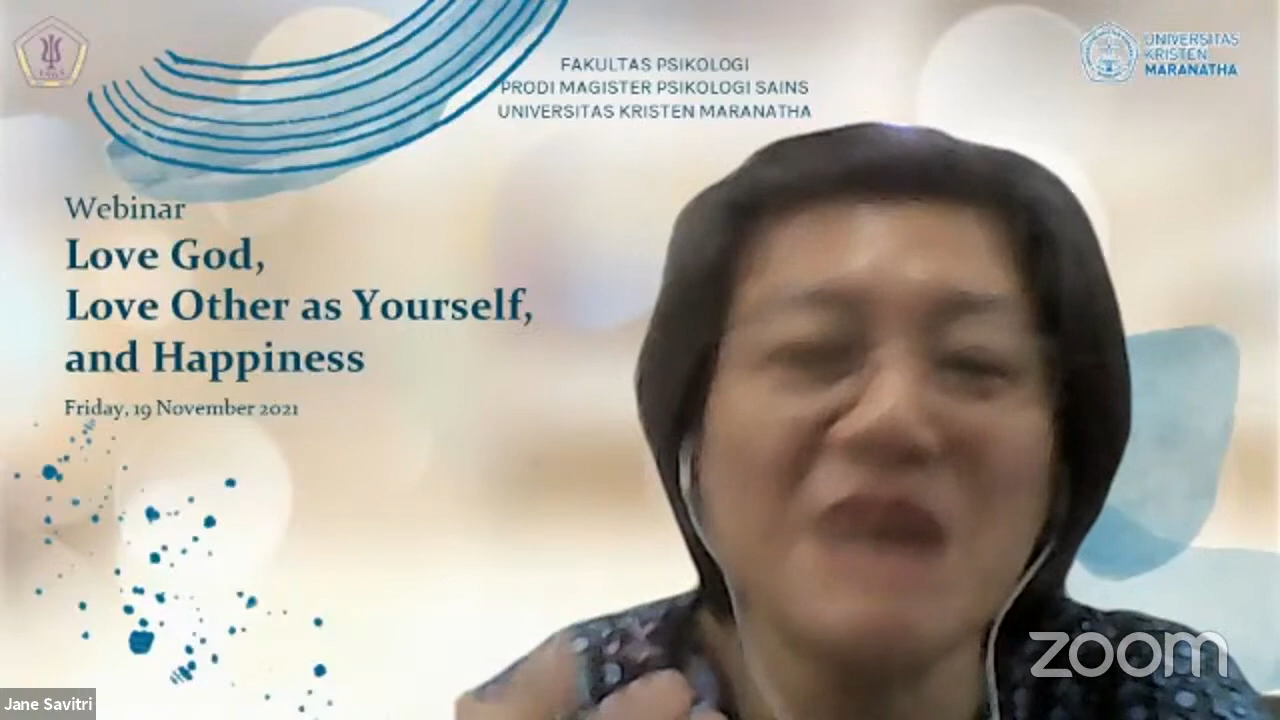 FAKULTAS PSIKOLOGI
PRODI MAGISTER PSIKOLOGI SAINS
UNIVERSITAS KRISTEN MARANATHA
UNIVERSITAS
KRISTEN
MARANATHA
Webinar
Love God,
Love Other as Yourself,
and Happiness
Friday, 19 November 2021
zoom
Jane Savitri